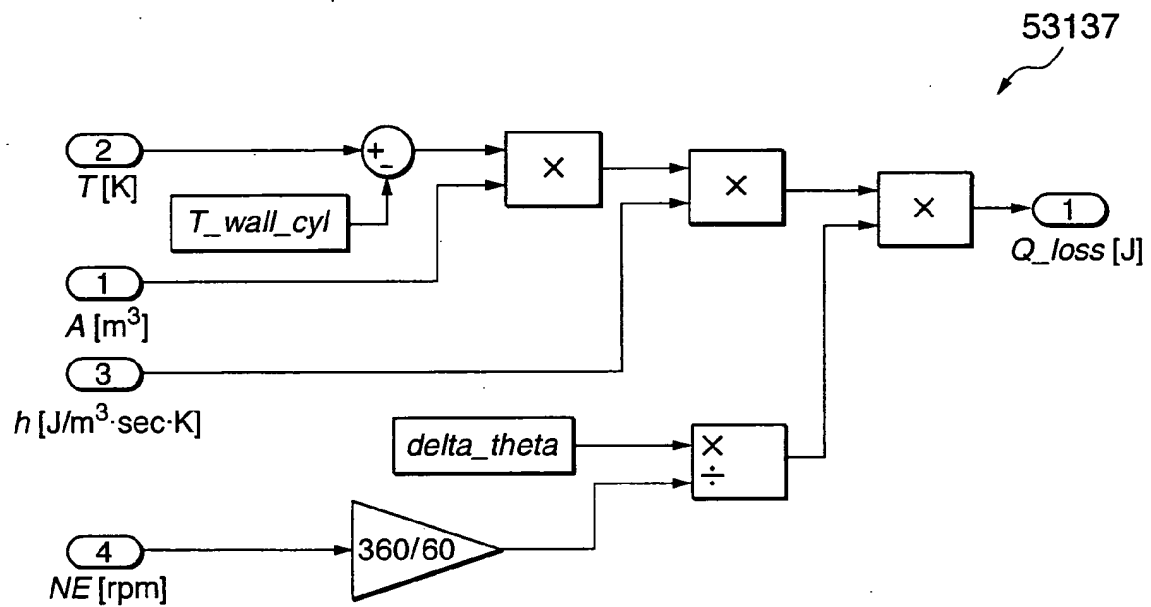 53137
2
T [K]
+
−
×
×
×
1
Q_loss [J]
T_wall_cyl
1
A [m³]
3
h [J/m³·sec·K]
delta_theta
×
÷
360/60
4
NE [rpm]